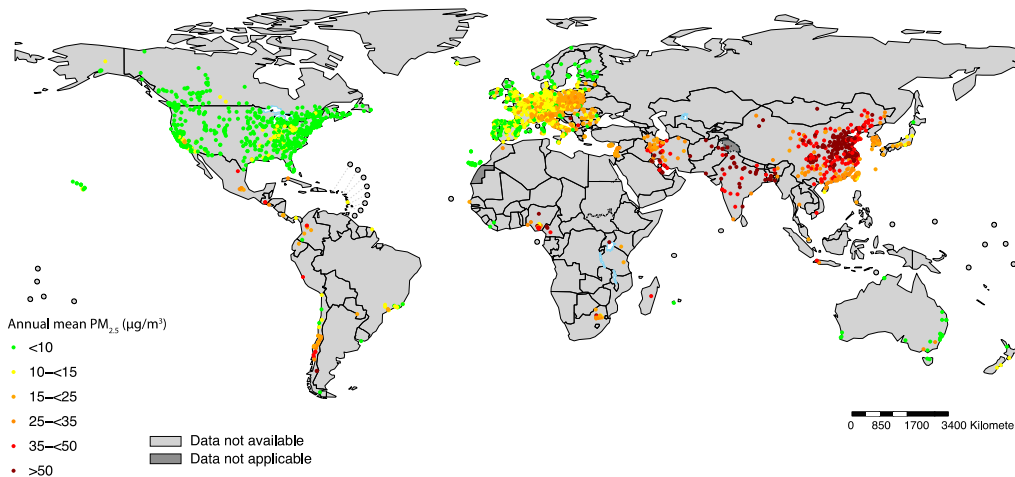 Annual mean PM2.5 (µg/m³)
<10
10–<15
15–<25
25–<35
35–<50
>50
Data not available
Data not applicable
0 850 1700 3400 Kilomete